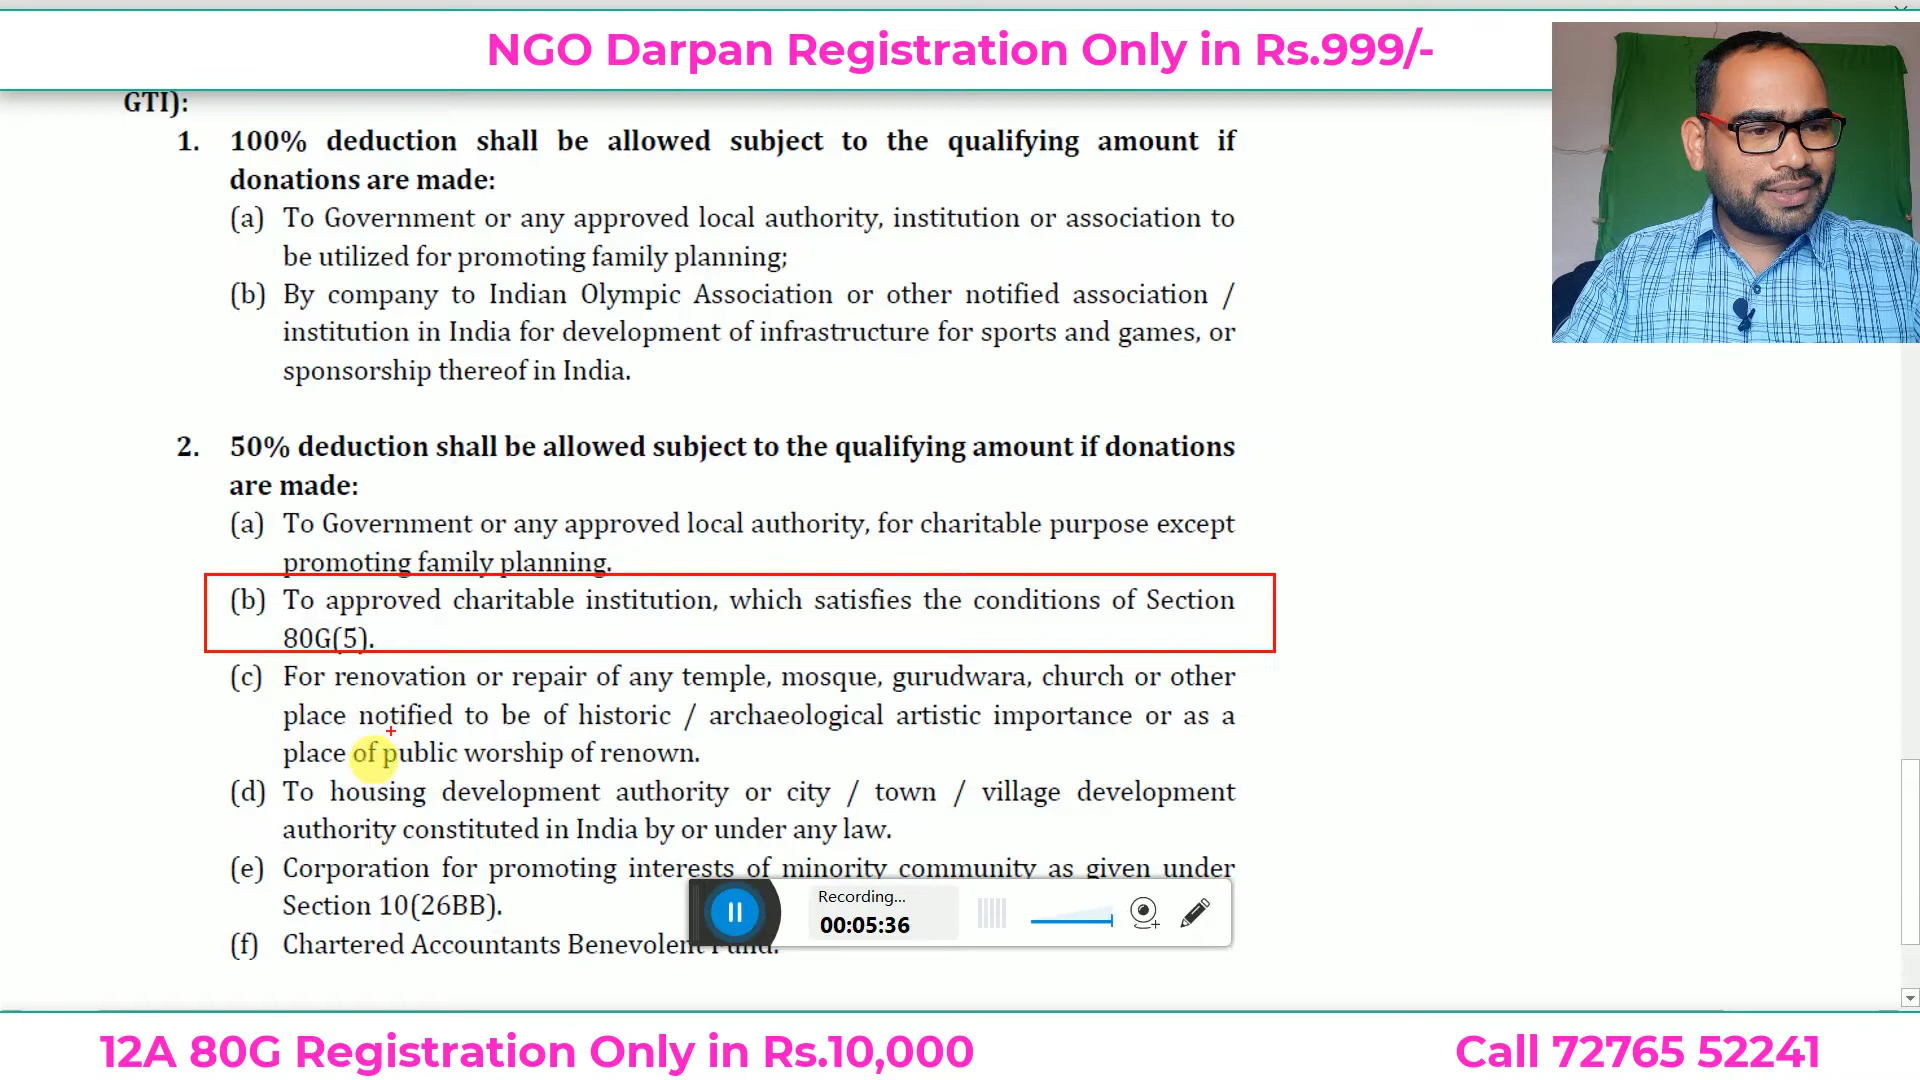 NGO Darpan Registration Only in Rs.999/-
GTI):
1. 100% deduction shall be allowed subject to the qualifying amount if
donations are made:
(a) To Government or any approved local authority, institution or association to
be utilized for promoting family planning;
(b) By company to Indian Olympic Association or other notified association /
institution in India for development of infrastructure for sports and games, or
sponsorship thereof in India.
2. 50% deduction shall be allowed subject to the qualifying amount if donations
are made:
(a) To Government or any approved local authority, for charitable purpose except
promoting family planning.
(b) To approved charitable institution, which satisfies the conditions of Section
80G(5).
(c) For renovation or repair of any temple, mosque, gurudwara, church or other
place notified to be of historic / archaeological artistic importance or as a
place of public worship of renown.
(d) To housing development authority or city / town / village development
authority constituted in India by or under any law.
(e) Corporation for promoting interests of minority community as given under
Section 10(26BB).
(f) Chartered Accountants Benevolent Fund.
Recording...
00:05:36
12A 80G Registration Only in Rs.10,000
Call 72765 52241